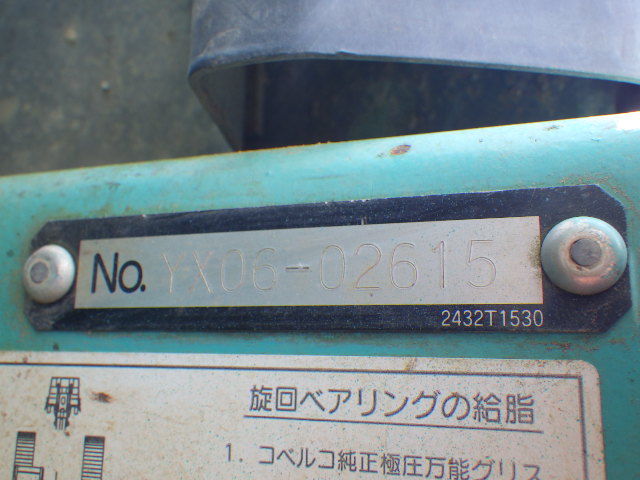 No. YX06-02615
2432T1530
旋回ベアリングの給脂
1. コベルコ純正極圧万能グリス